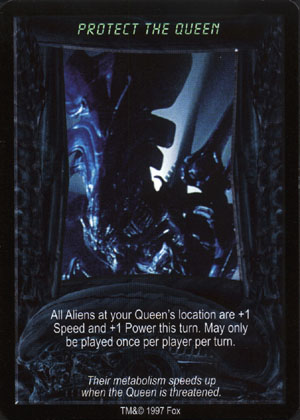 PROTECT THE QUEEN
All Aliens at your Queen's location are +1
Speed and +1 Power this turn. May only
be played once per player per turn.
Their metabolism speeds up
when the Queen is threatened.
TM&© 1997 Fox